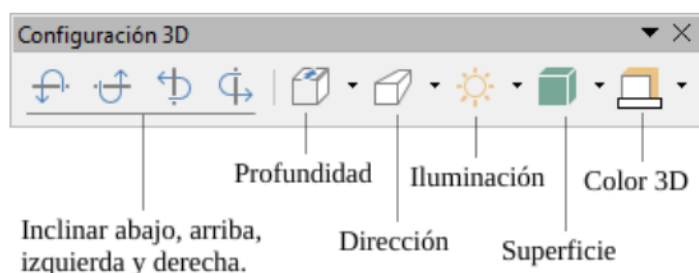 Configuración 3D
Profundidad
Iluminación
Color 3D
Inclinar abajo, arriba,
izquierda y derecha.
Dirección
Superficie